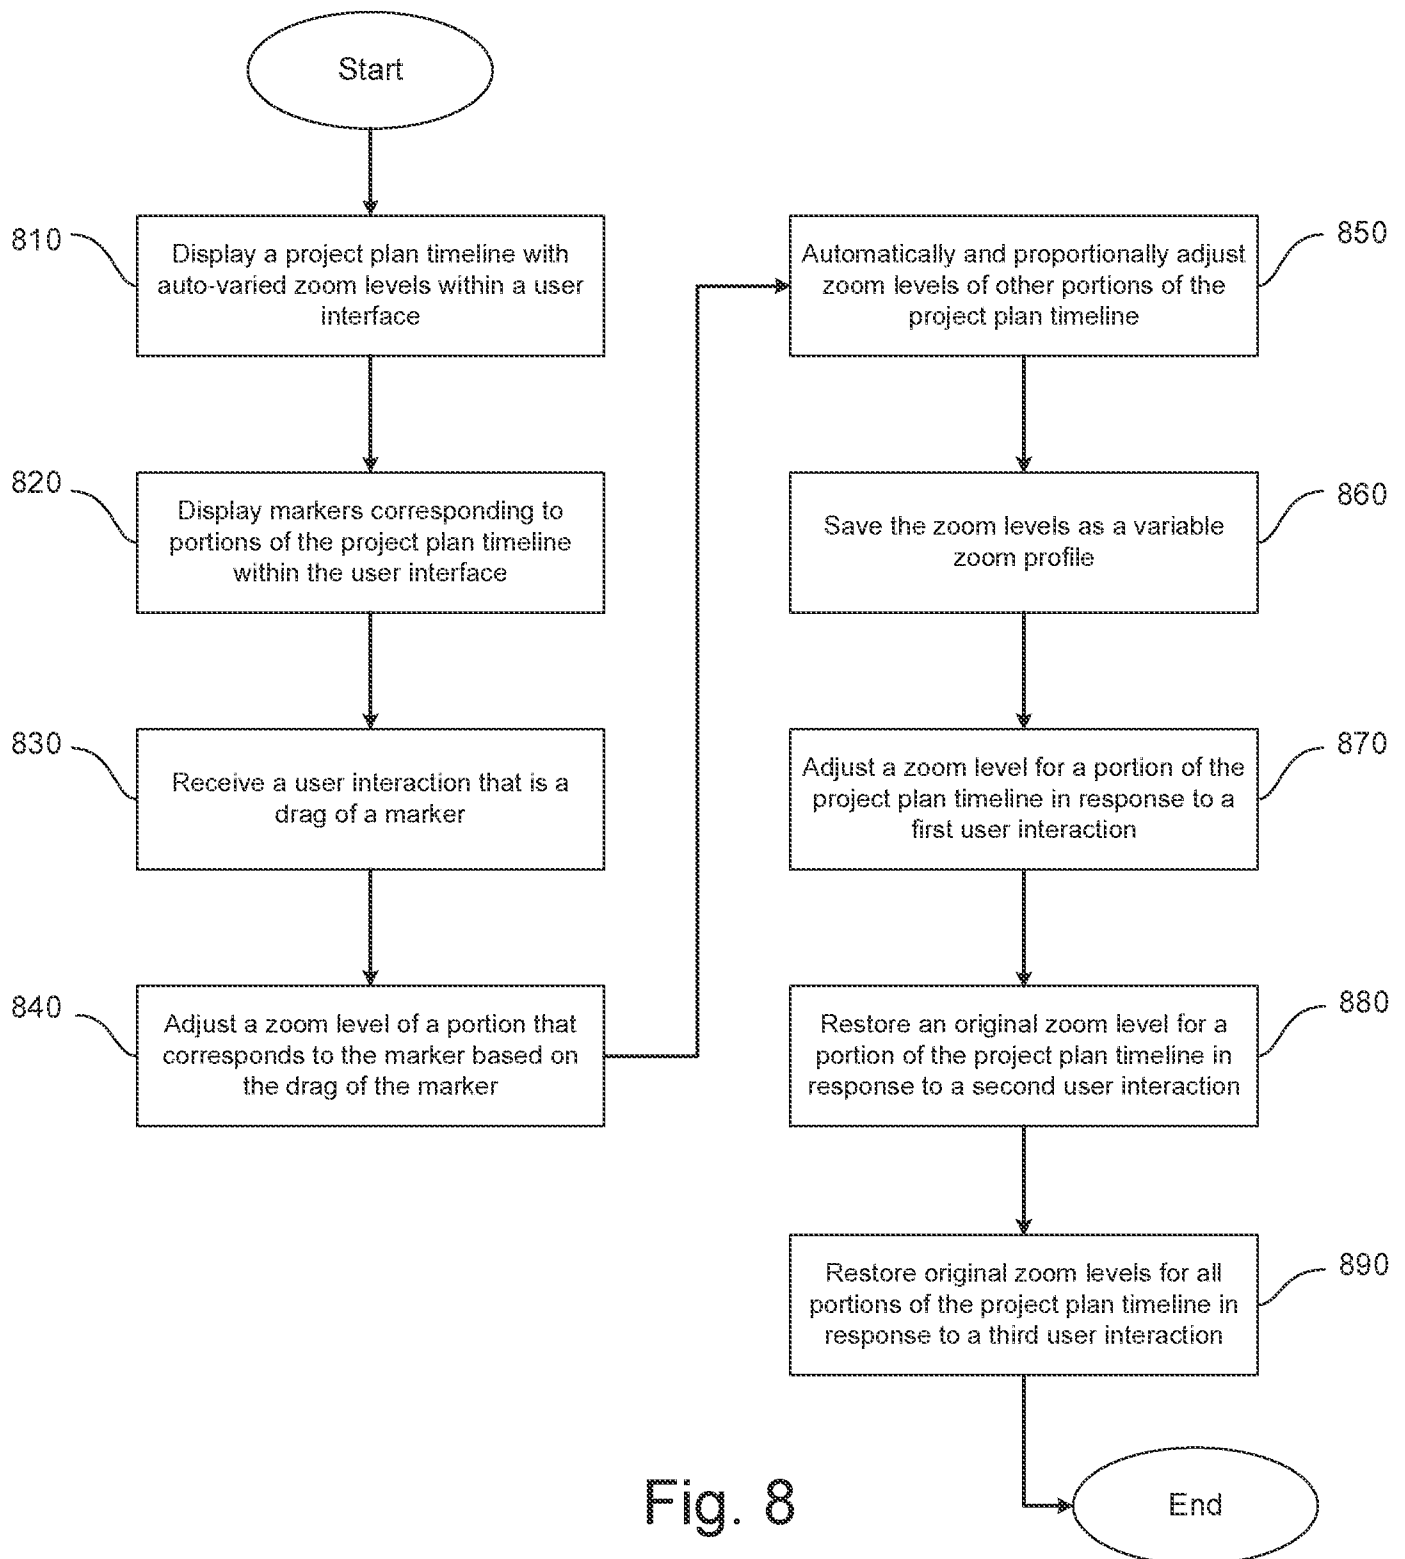 Start
810
Display a project plan timeline with
auto-varied zoom levels within a user
interface
820
Display markers corresponding to
portions of the project plan timeline
within the user interface
830
Receive a user interaction that is a
drag of a marker
840
Adjust a zoom level of a portion that
corresponds to the marker based on
the drag of the marker
850
Automatically and proportionally adjust
zoom levels of other portions of the
project plan timeline
860
Save the zoom levels as a variable
zoom profile
870
Adjust a zoom level for a portion of the
project plan timeline in response to a
first user interaction
880
Restore an original zoom level for a
portion of the project plan timeline in
response to a second user interaction
890
Restore original zoom levels for all
portions of the project plan timeline in
response to a third user interaction
End
Fig. 8